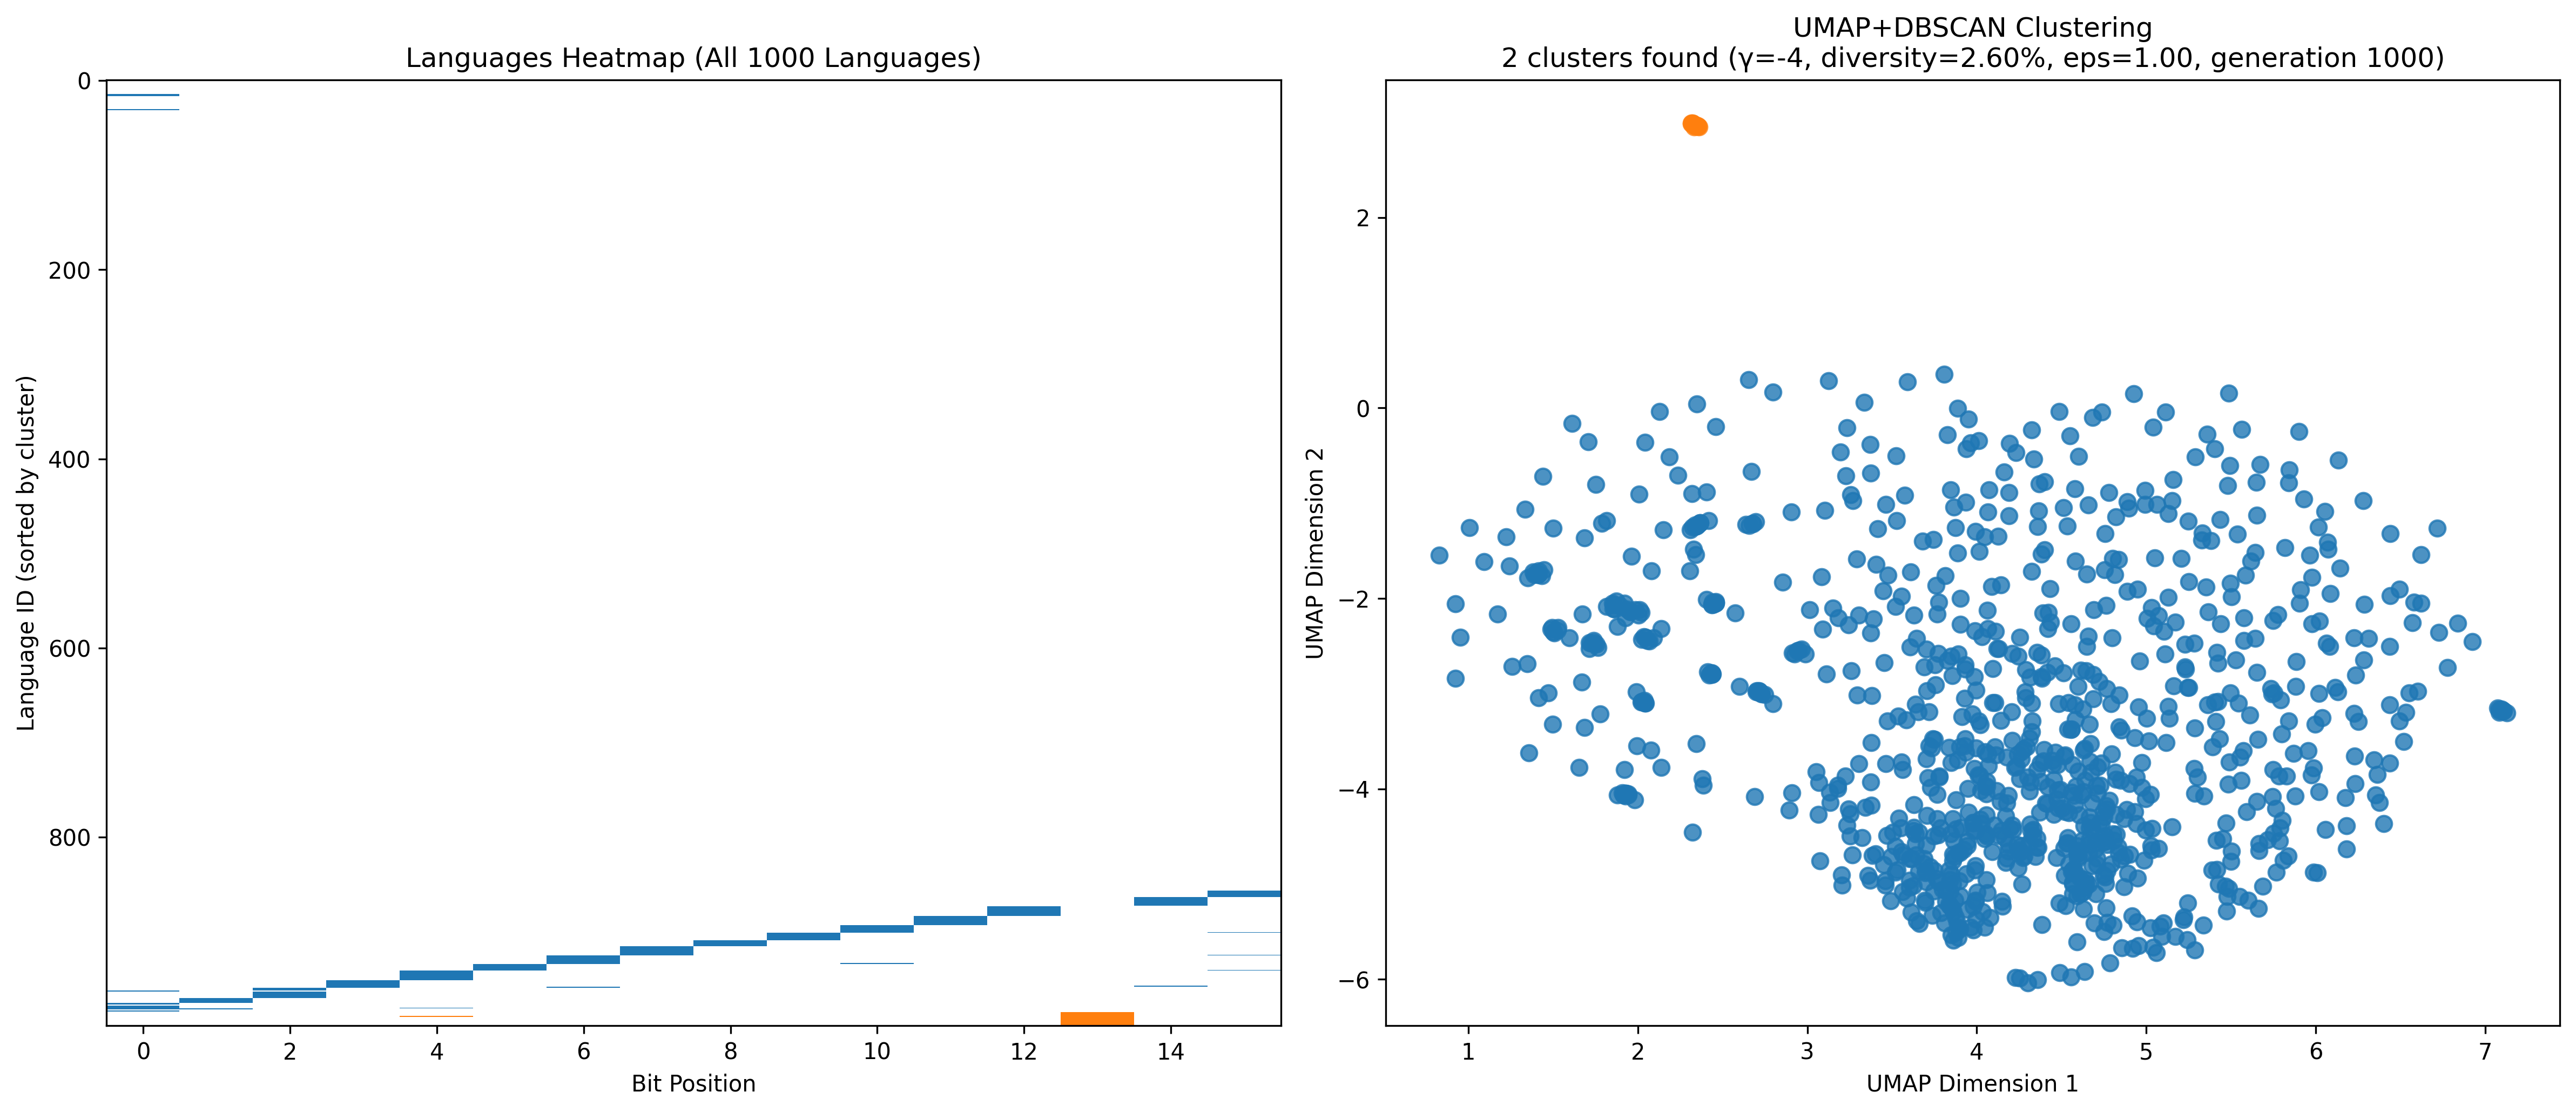 Languages Heatmap (All 1000 Languages)
0
200
400
600
800
Language ID (sorted by cluster)
0 2 4 6 8 10 12 14
Bit Position
UMAP+DBSCAN Clustering
2 clusters found (γ=-4, diversity=2.60%, eps=1.00, generation 1000)
2
0
−2
−4
−6
UMAP Dimension 2
1 2 3 4 5 6 7
UMAP Dimension 1